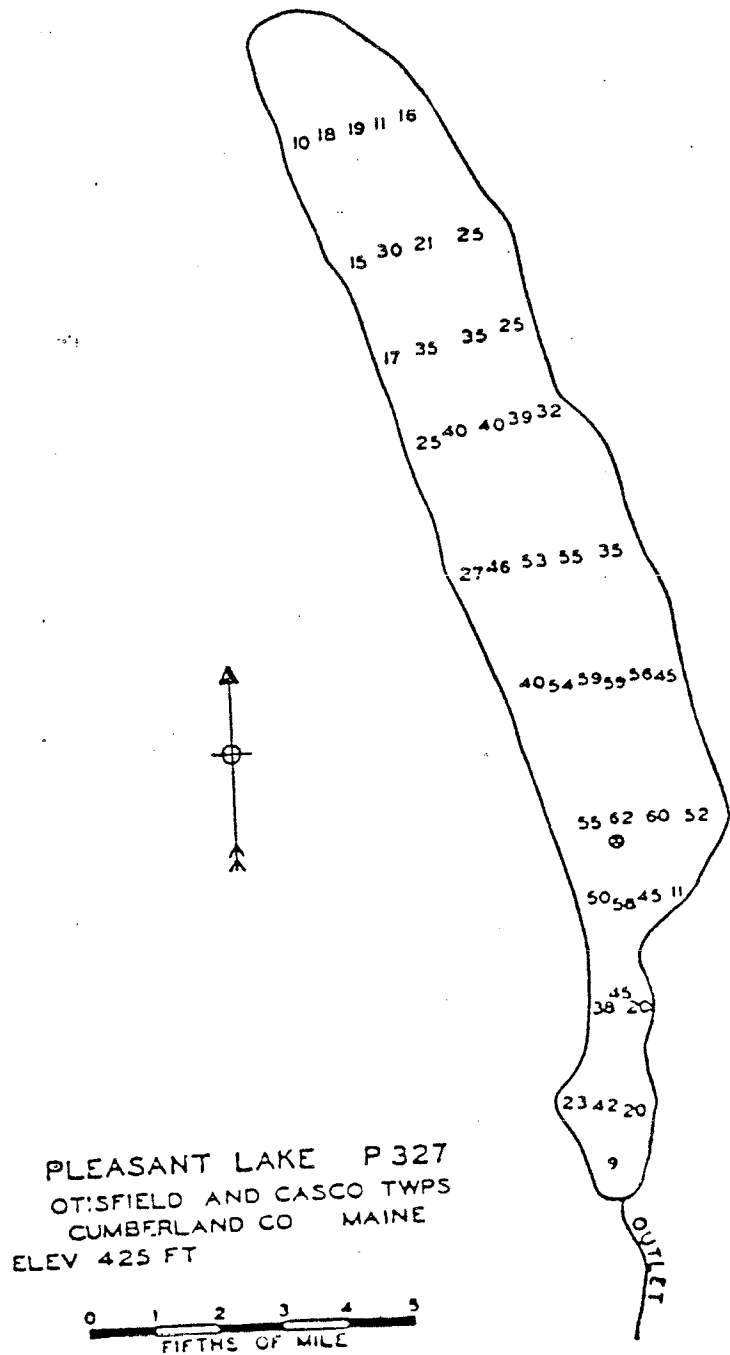 10 18 19 11 16
15 30 21 25
17 35 35 25
25 40 40 39 32
27 46 53 55 35
40 54 59 59 56 45
55 62 60 52
50 58 45 11
45
38 20
23 42 20
9
PLEASANT LAKE P 327
OTISFIELD AND CASCO TWPS
CUMBERLAND CO MAINE
ELEV 425 FT
OUTLET
0 1 2 3 4 5
FIFTHS OF MILE